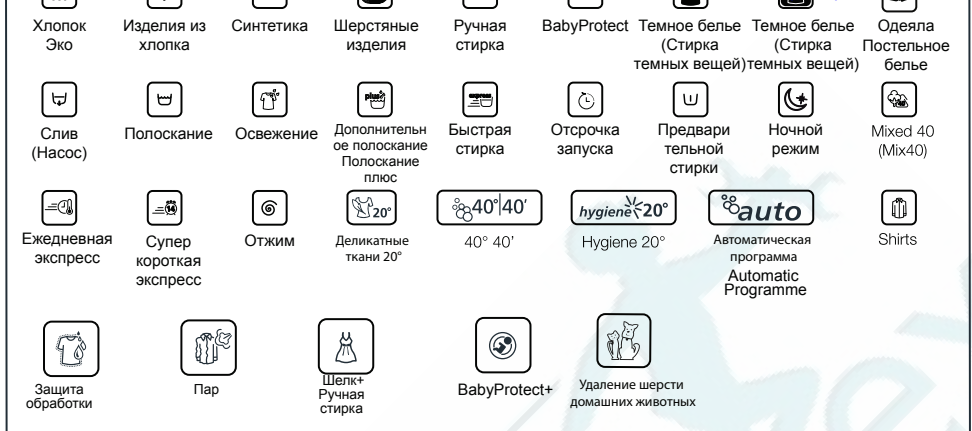 Хлопок
Эко
Изделия из
хлопка
Синтетика
Шерстяные
изделия
Ручная
стирка
BabyProtect
Темное белье
(Стирка
темных вещей)
Темное белье
(Стирка
темных вещей)
Одеяла
Постельное
белье
Слив
(Насос)
Полоскание
Освежение
plus+
Дополнительн
ое полоскание
Полоскание
плюс
express
Быстрая
стирка
Отсрочка
запуска
Предвари
тельной
стирки
Ночной
режим
Mixed 40
(Mix40)
Ежедневная
экспресс
14
Супер
короткая
экспресс
Отжим
20°
Деликатные
ткани 20°
40°|40'
40° 40'
hygiene 20°
Hygiene 20°
auto
Автоматическая
программа
Automatic
Programme
Shirts
Защита
обработки
Пар
Шелк+
Ручная
стирка
BabyProtect+
Удаление шерсти
домашних животных